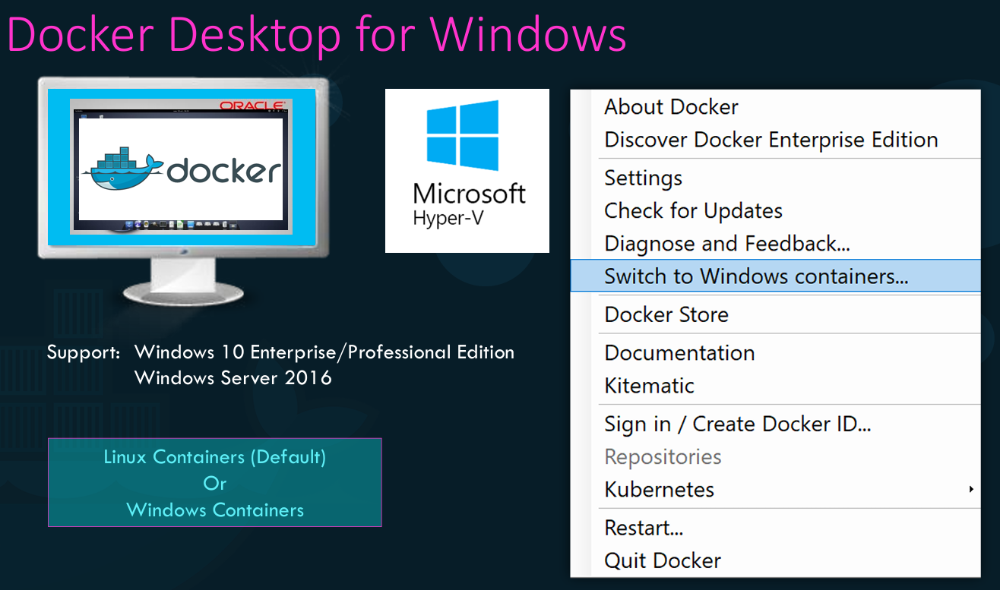 Docker Desktop for Windows
ORACLE
docker
Microsoft
Hyper-V
Support: Windows 10 Enterprise/Professional Edition
Windows Server 2016
Linux Containers (Default)
Or
Windows Containers
About Docker
Discover Docker Enterprise Edition
Settings
Check for Updates
Diagnose and Feedback...
Switch to Windows containers...
Docker Store
Documentation
Kitematic
Sign in / Create Docker ID...
Repositories
Kubernetes
Restart...
Quit Docker